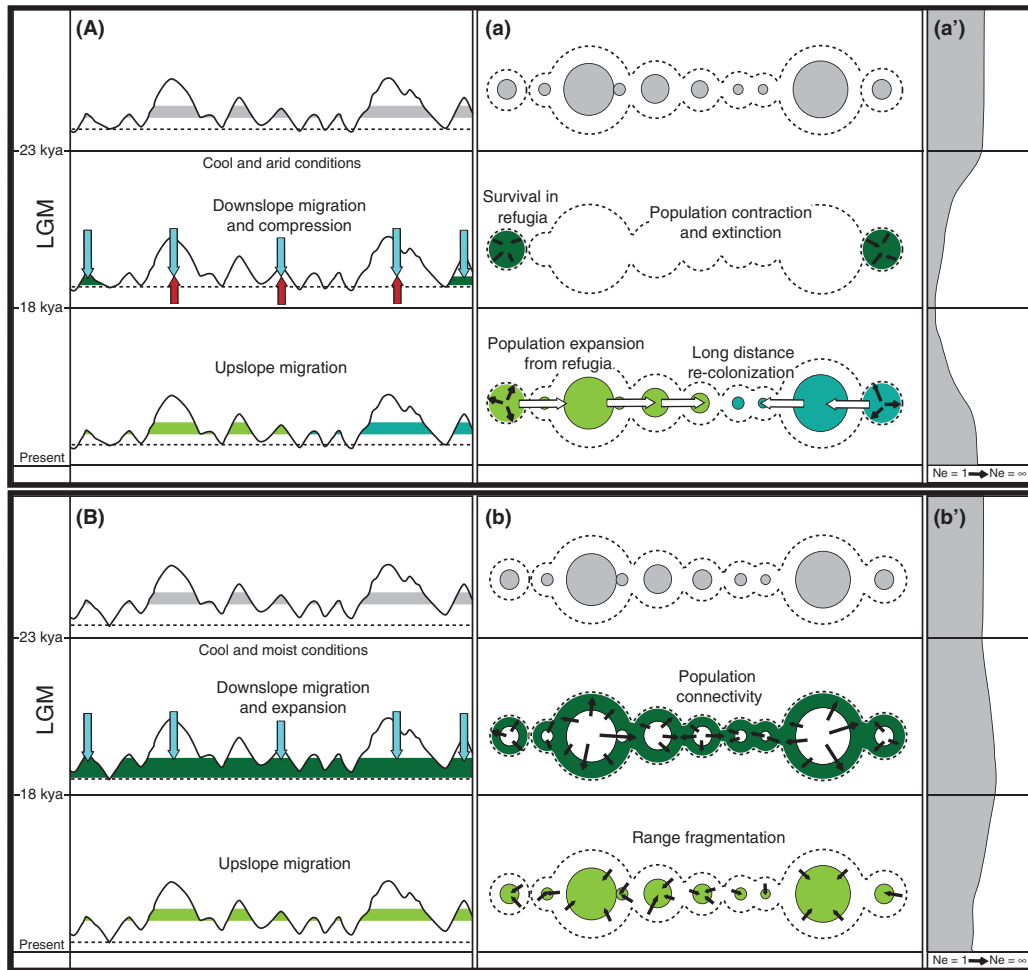 (A)
(a)
(a')
23 kya
LGM
18 kya
Present
Cool and arid conditions
Downslope migration
and compression
Survival in
refugia
Population contraction
and extinction
Upslope migration
Population expansion
from refugia
Long distance
re-colonization
Ne = 1 Ne = ∞
(B)
(b)
(b')
23 kya
LGM
18 kya
Present
Cool and moist conditions
Downslope migration
and expansion
Population
connectivity
Upslope migration
Range fragmentation
Ne = 1 Ne = ∞